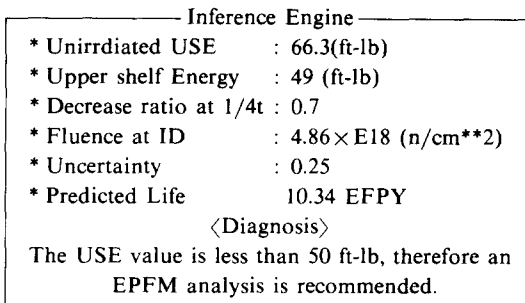 Inference Engine
* Unirrdiated USE : 66.3(ft-lb)
* Upper shelf Energy : 49 (ft-lb)
* Decrease ratio at 1/4t : 0.7
* Fluence at ID : 4.86×E18 (n/cm**2)
* Uncertainty : 0.25
* Predicted Life 10.34 EFPY
〈Diagnosis〉
The USE value is less than 50 ft-lb, therefore an
EPFM analysis is recommended.